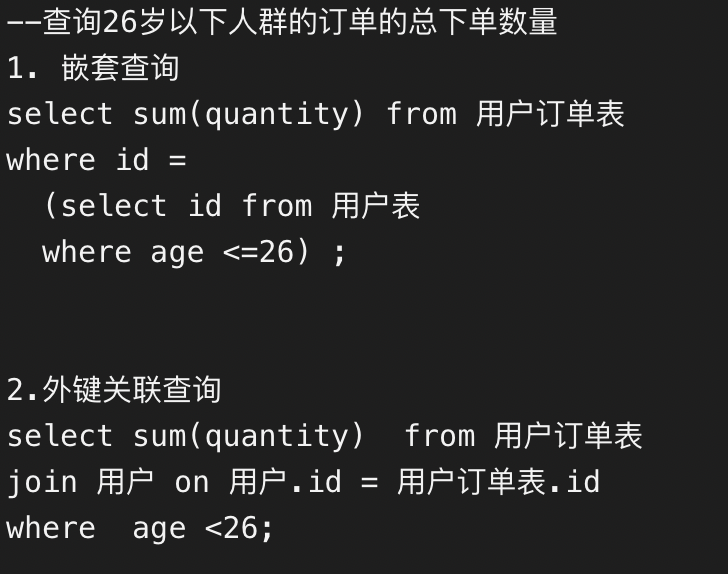 --查询26岁以下人群的订单的总下单数量
1. 嵌套查询
select sum(quantity) from 用户订单表
where id =
(select id from 用户表
where age <=26) ;
2.外键关联查询
select sum(quantity)  from 用户订单表
join 用户 on 用户.id = 用户订单表.id
where  age <26;